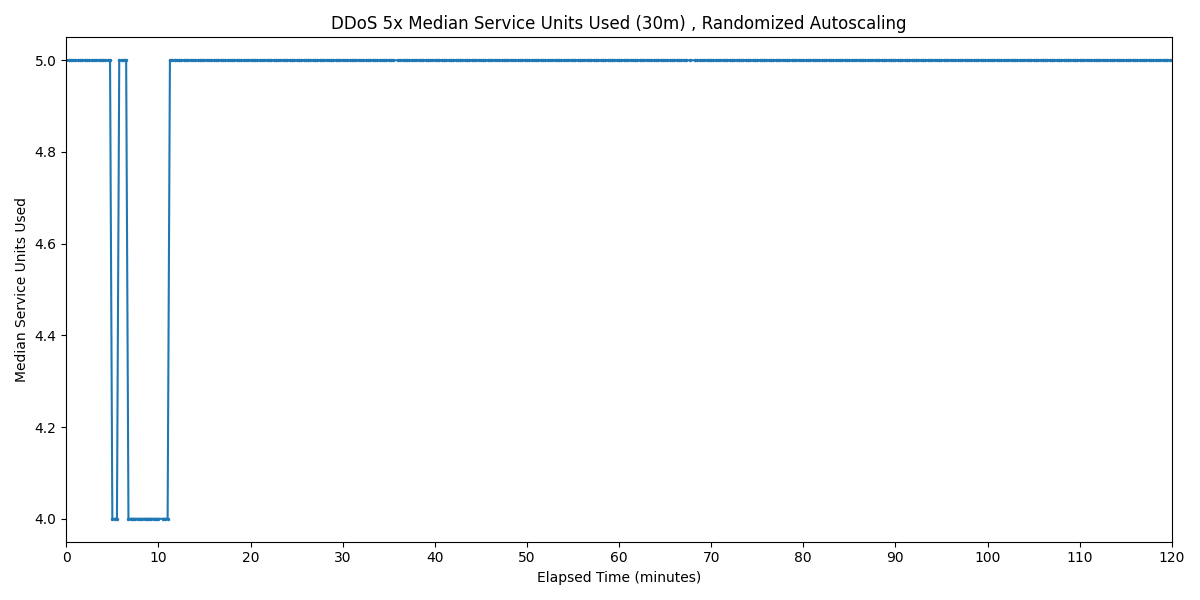 DDoS 5x Median Service Units Used (30m) , Randomized Autoscaling
Median Service Units Used
5.0
4.8
4.6
4.4
4.2
4.0
0 10 20 30 40 50 60 70 80 90 100 110 120
Elapsed Time (minutes)